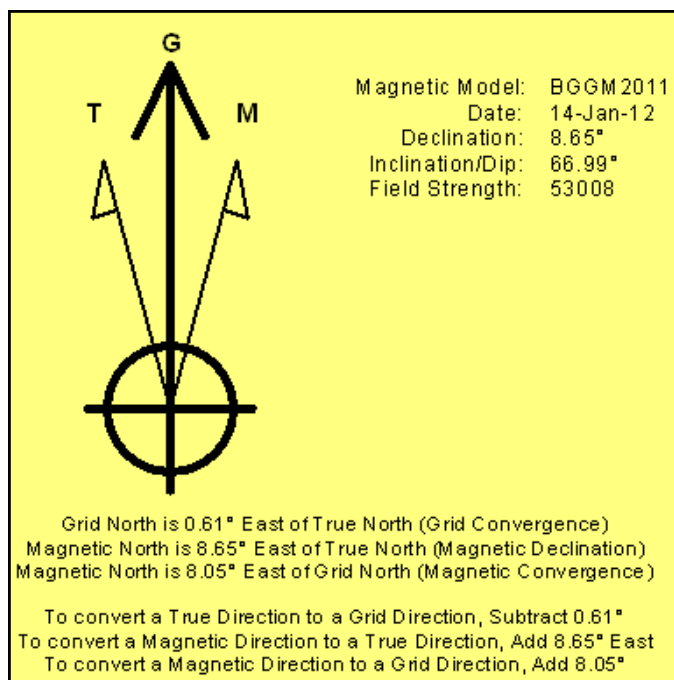 G
T M
Magnetic Model: BGGM2011
Date: 14-Jan-12
Declination: 8.65°
Inclination/Dip: 66.99°
Field Strength: 53008
Grid North is 0.61° East of True North (Grid Convergence)
Magnetic North is 8.65° East of True North (Magnetic Declination)
Magnetic North is 8.05° East of Grid North (Magnetic Convergence)
To convert a True Direction to a Grid Direction, Subtract 0.61°
To convert a Magnetic Direction to a True Direction, Add 8.65° East
To convert a Magnetic Direction to a Grid Direction, Add 8.05°